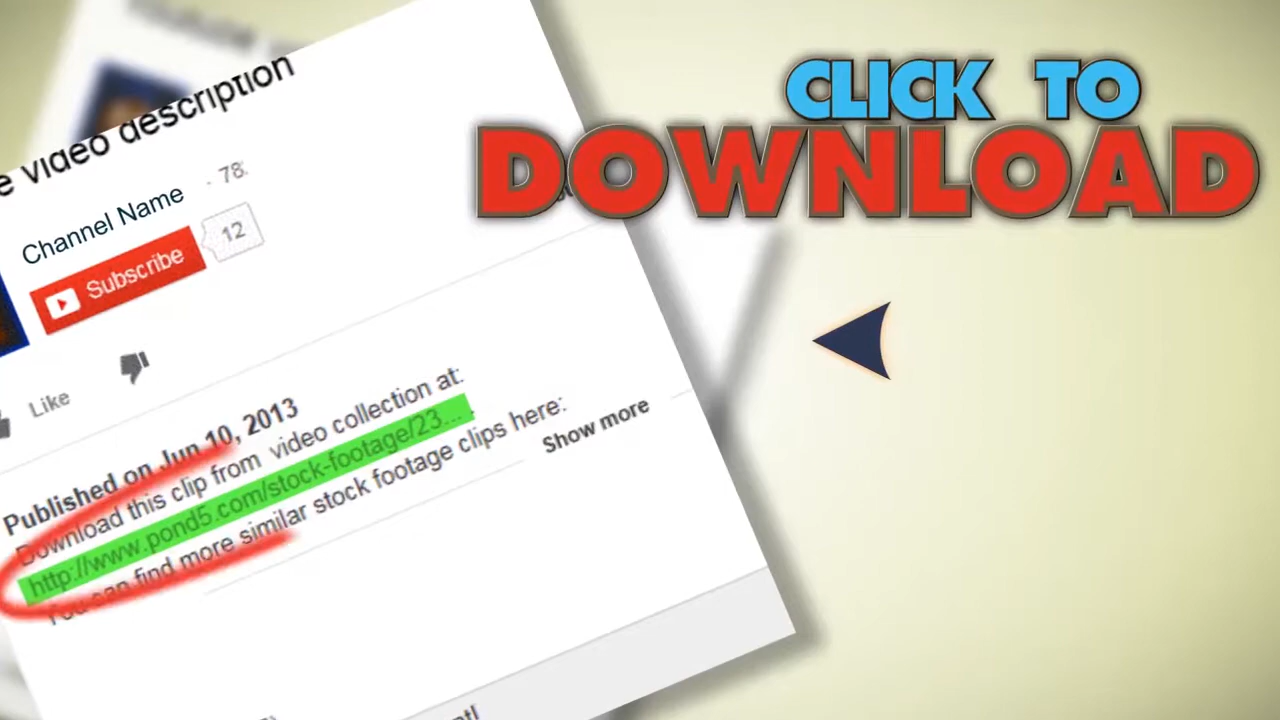 CLICK TO
DOWNLOAD
video description
Channel Name
Subscribe
12
Like
Published on Jun 10, 2013
Download this clip from video collection at:
http://www.pond5.com/stock-footage/23...
You can find more similar stock footage clips here:
Show more